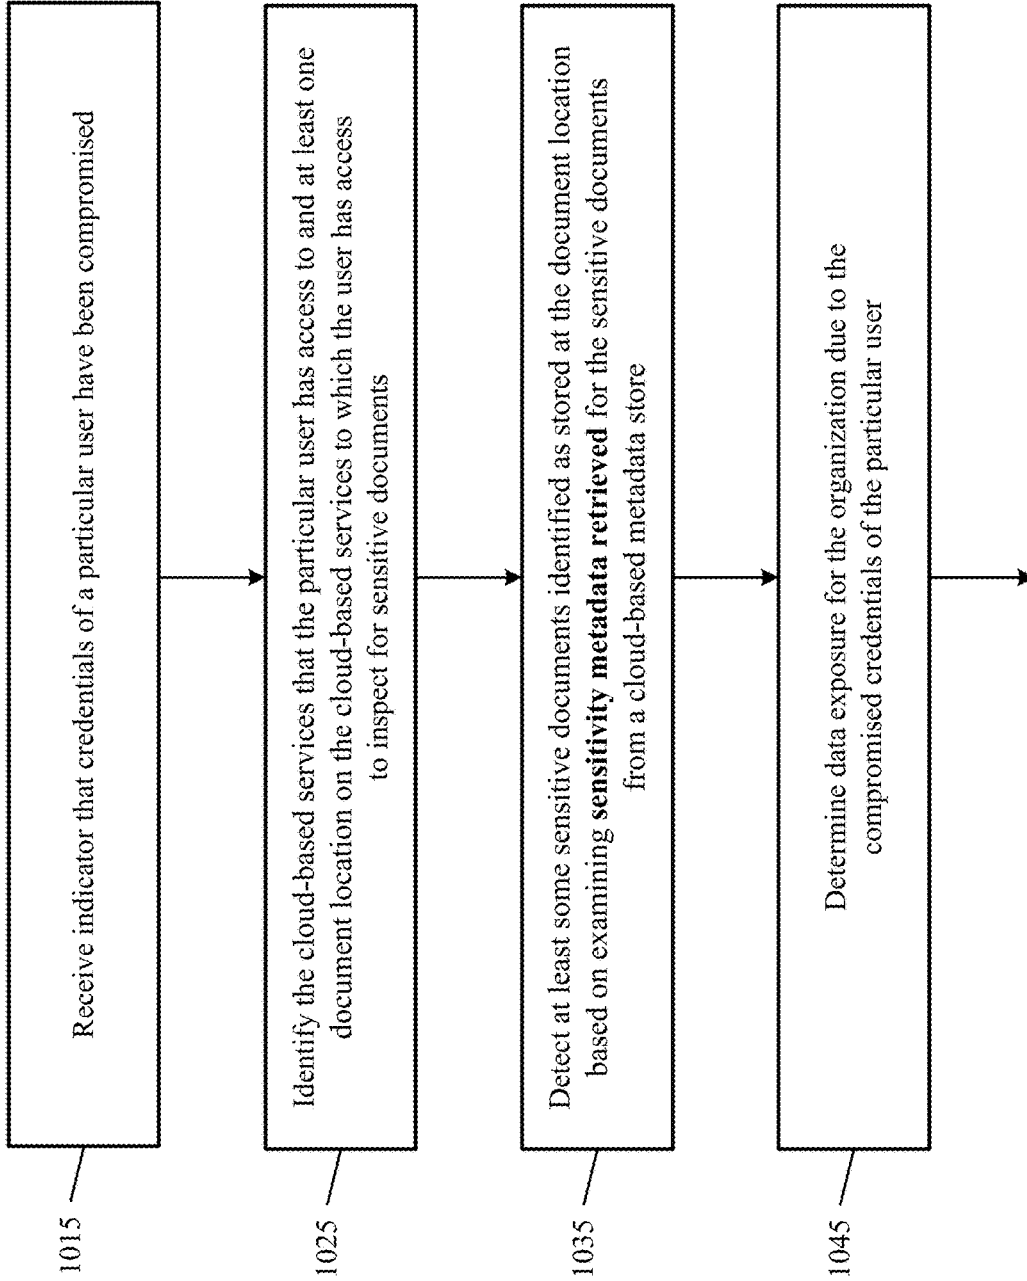 Receive indicator that credentials of a particular user have been compromised
1015
Identify the cloud-based services that the particular user has access to and at least one
document location on the cloud-based services to which the user has access
to inspect for sensitive documents
1025
Detect at least some sensitive documents identified as stored at the document location
based on examining sensitivity metadata retrieved for the sensitive documents
from a cloud-based metadata store
1035
Determine data exposure for the organization due to the
compromised credentials of the particular user
1045